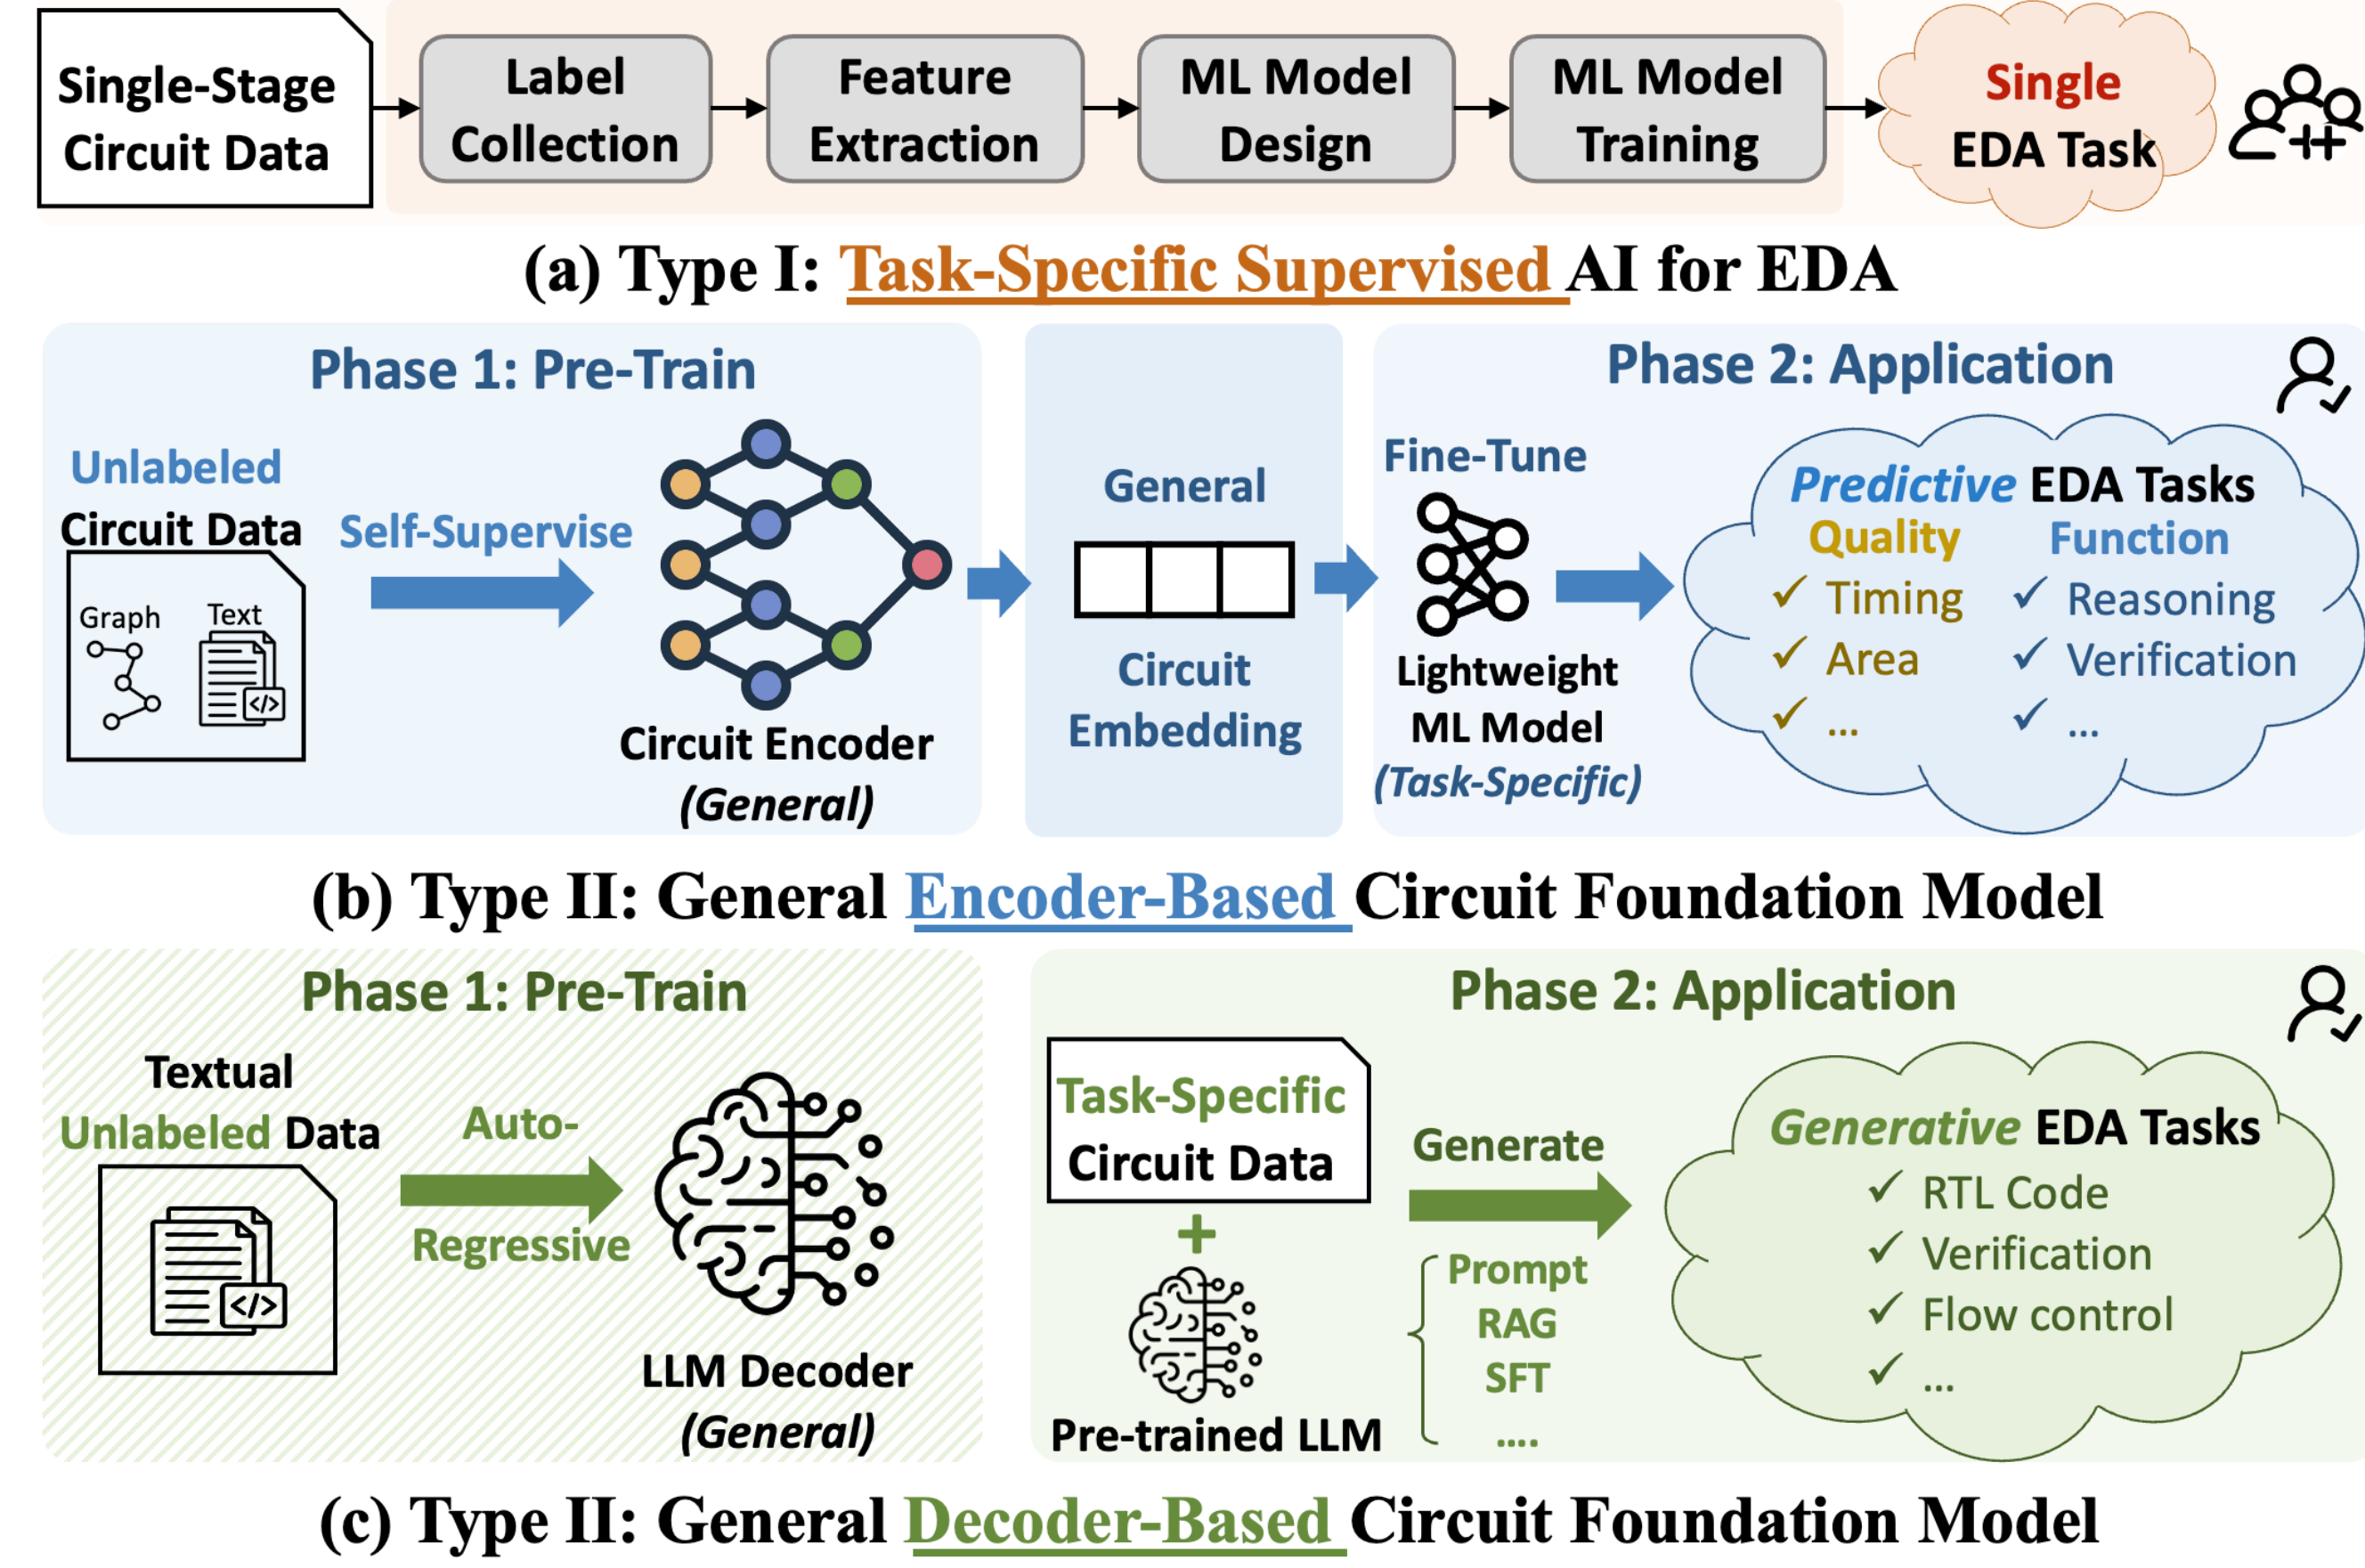 Single-Stage
Circuit Data
Label
Collection
Feature
Extraction
ML Model
Design
ML Model
Training
Single
EDA Task
(a) Type I: Task-Specific Supervised AI for EDA
Phase 1: Pre-Train
Unlabeled
Circuit Data
Graph
Text
</>
Self-Supervise
Circuit Encoder
(General)
General
Circuit
Embedding
Phase 2: Application
Fine-Tune
Lightweight
ML Model
(Task-Specific)
Predictive EDA Tasks
Quality
✓ Timing
✓ Area
✓ ...
Function
✓ Reasoning
✓ Verification
✓ ...
(b) Type II: General Encoder-Based Circuit Foundation Model
Phase 1: Pre-Train
Textual
Unlabeled Data
</>
Auto-
Regressive
LLM Decoder
(General)
Phase 2: Application
Task-Specific
Circuit Data
+
Pre-trained LLM
Generate
Prompt
RAG
SFT
....
Generative EDA Tasks
✓ RTL Code
✓ Verification
✓ Flow control
✓ ...
(c) Type II: General Decoder-Based Circuit Foundation Model